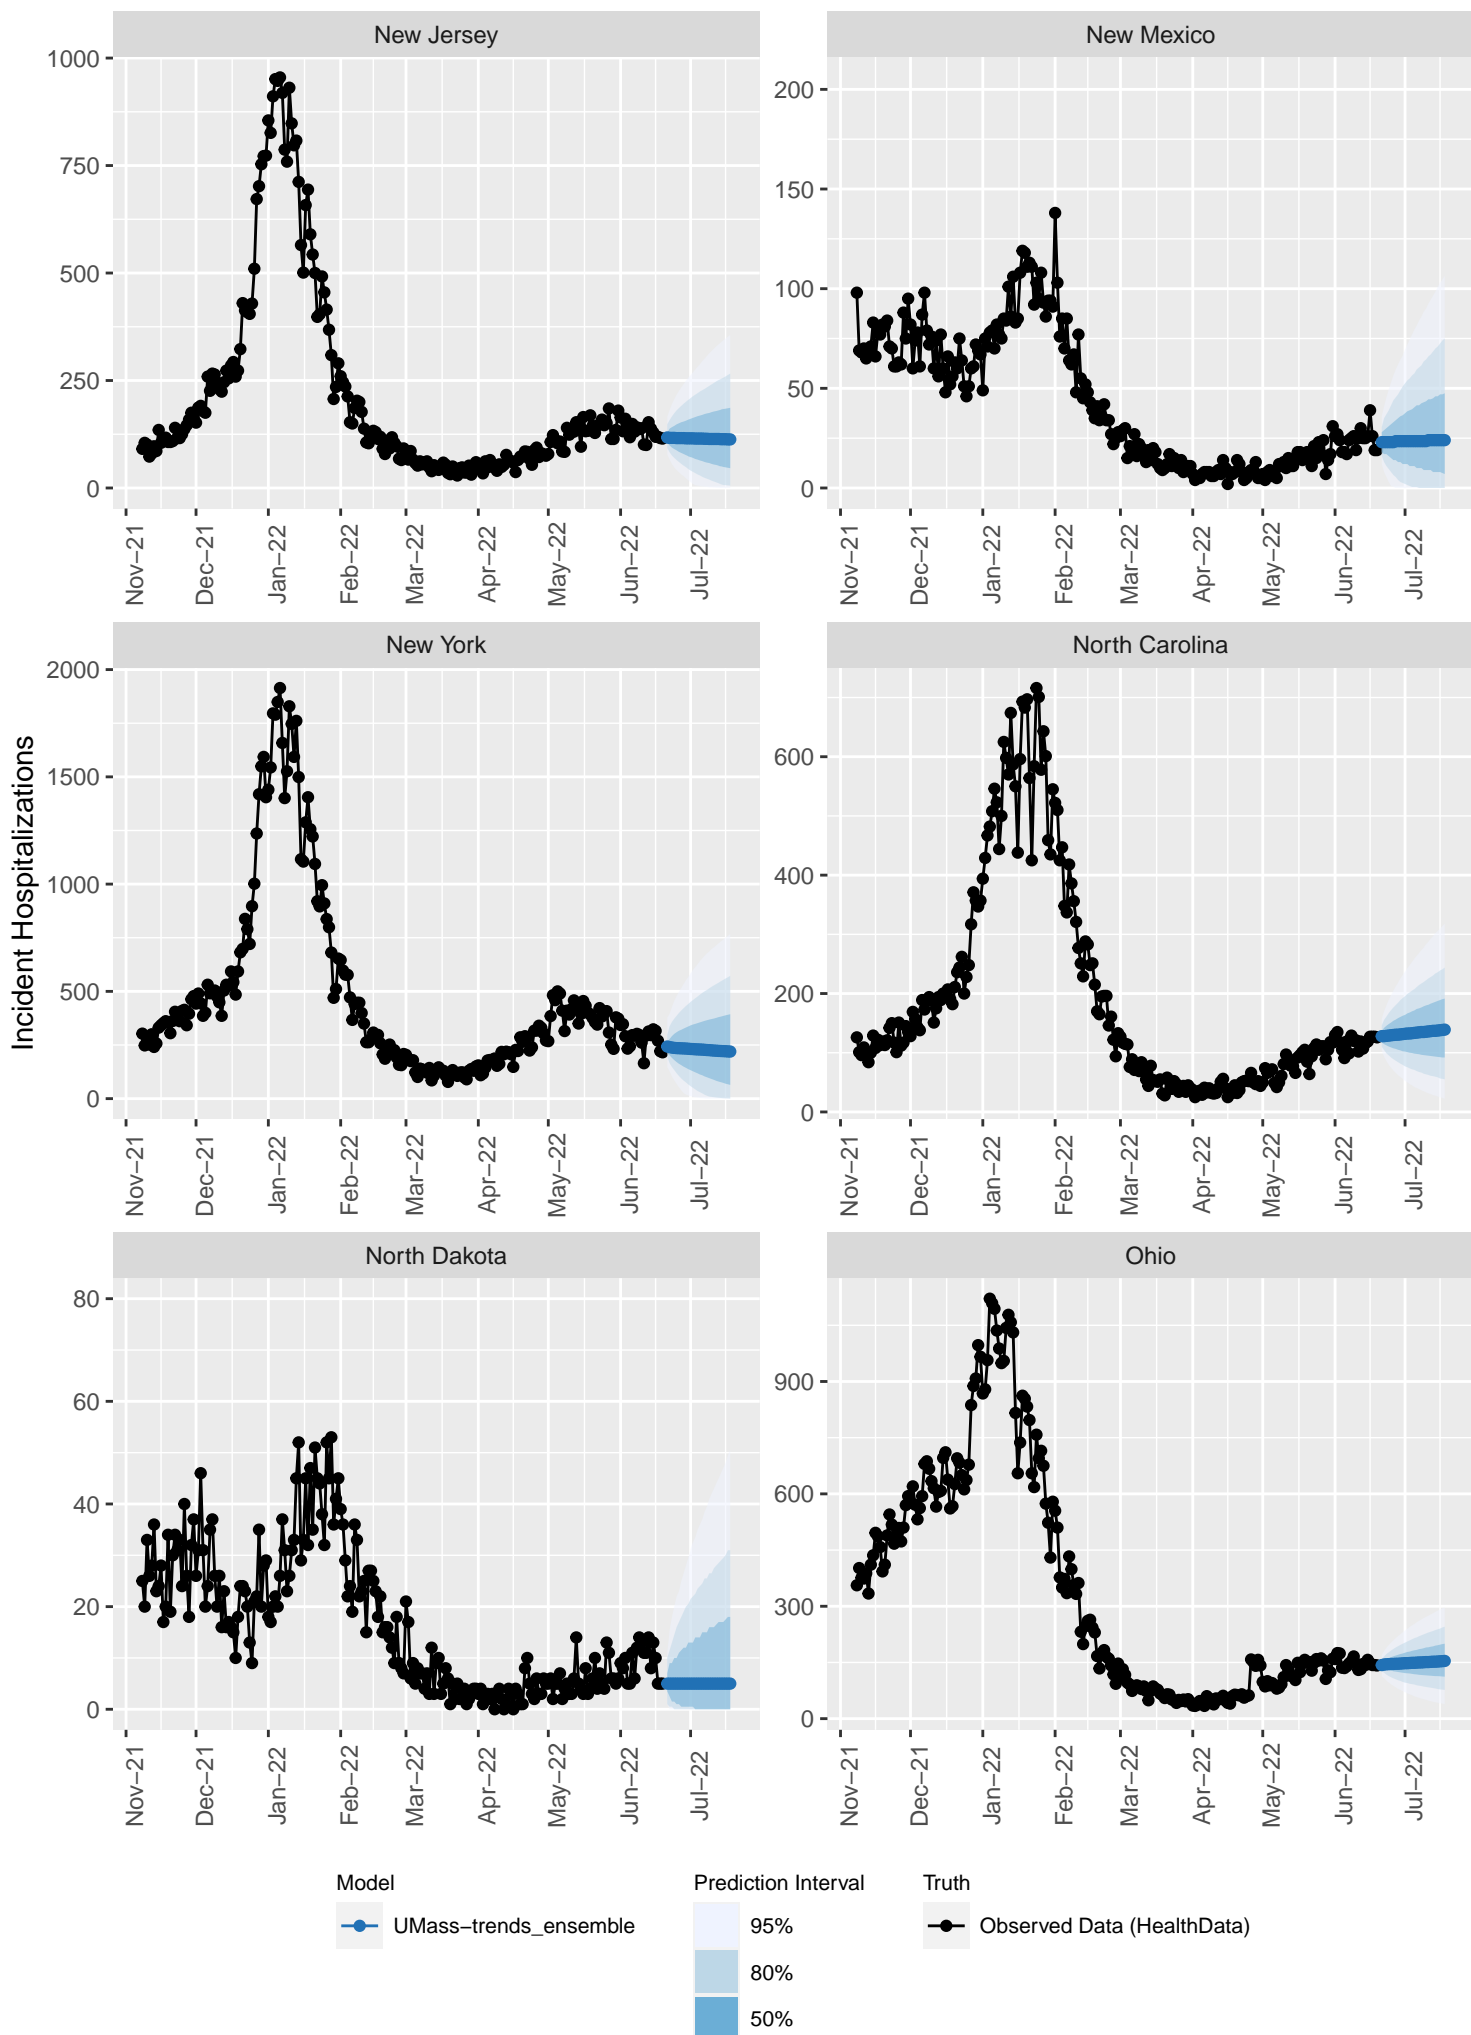 New Jersey
New Mexico
1000
750
500
250
0
200
150
100
50
0
Nov−21
Dec−21
Jan−22
Feb−22
Mar−22
Apr−22
May−22
Jun−22
Jul−22
Nov−21
Dec−21
Jan−22
Feb−22
Mar−22
Apr−22
May−22
Jun−22
Jul−22
Incident Hospitalizations
New York
North Carolina
2000
1500
1000
500
0
600
400
200
0
Nov−21
Dec−21
Jan−22
Feb−22
Mar−22
Apr−22
May−22
Jun−22
Jul−22
Nov−21
Dec−21
Jan−22
Feb−22
Mar−22
Apr−22
May−22
Jun−22
Jul−22
North Dakota
Ohio
80
60
40
20
0
900
600
300
0
Nov−21
Dec−21
Jan−22
Feb−22
Mar−22
Apr−22
May−22
Jun−22
Jul−22
Nov−21
Dec−21
Jan−22
Feb−22
Mar−22
Apr−22
May−22
Jun−22
Jul−22
Model
UMass−trends_ensemble
Prediction Interval
95%
80%
50%
Truth
Observed Data (HealthData)